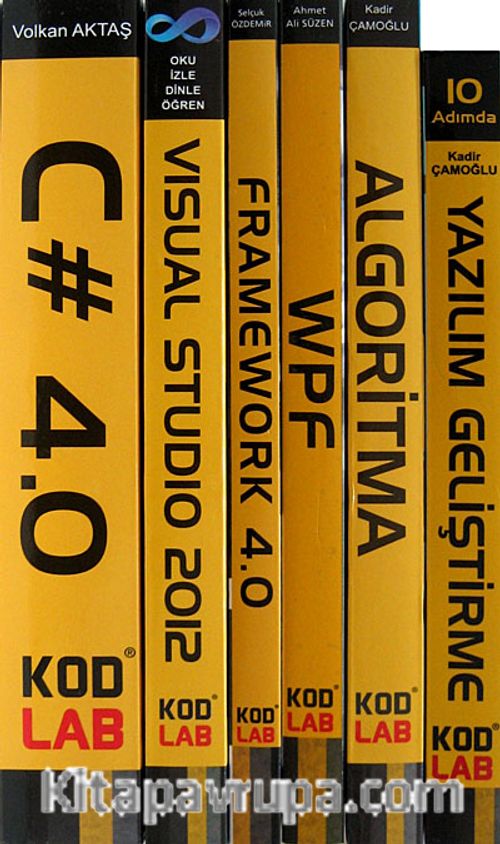 Volkan AKTAŞ
C# 4.0
KOD®
LAB
OKU
İZLE
DİNLE
ÖĞREN
VISUAL STUDIO 2012
KOD®
LAB
Selçuk
ÖZDEMİR
FRAMEWORK 4.0
KOD®
LAB
Ahmet
Ali SÜZEN
WPF
KOD®
LAB
Kadir
ÇAMOĞLU
ALGORİTMA
KOD®
LAB
10
Adımda
Kadir
ÇAMOĞLU
YAZILIM GELİŞTİRME
KOD®
LAB
kitapavrupa.com